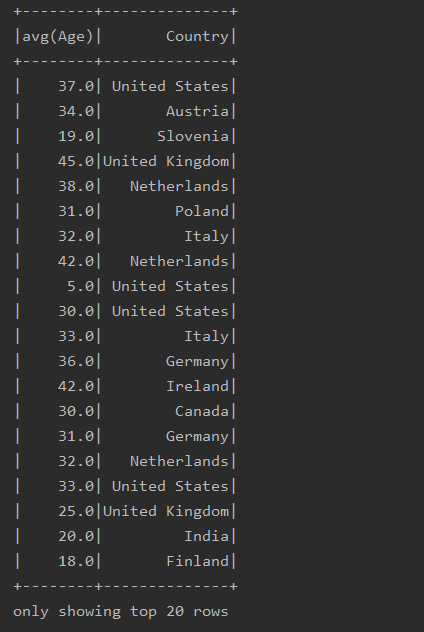 +--------+--------------+
|avg(Age)|       Country|
+--------+--------------+
|    37.0| United States|
|    34.0|       Austria|
|    19.0|      Slovenia|
|    45.0|United Kingdom|
|    38.0|   Netherlands|
|    31.0|        Poland|
|    32.0|         Italy|
|    42.0|   Netherlands|
|     5.0| United States|
|    30.0| United States|
|    33.0|         Italy|
|    36.0|       Germany|
|    42.0|       Ireland|
|    30.0|        Canada|
|    31.0|       Germany|
|    32.0|   Netherlands|
|    33.0| United States|
|    25.0|United Kingdom|
|    20.0|         India|
|    18.0|       Finland|
+--------+--------------+
only showing top 20 rows